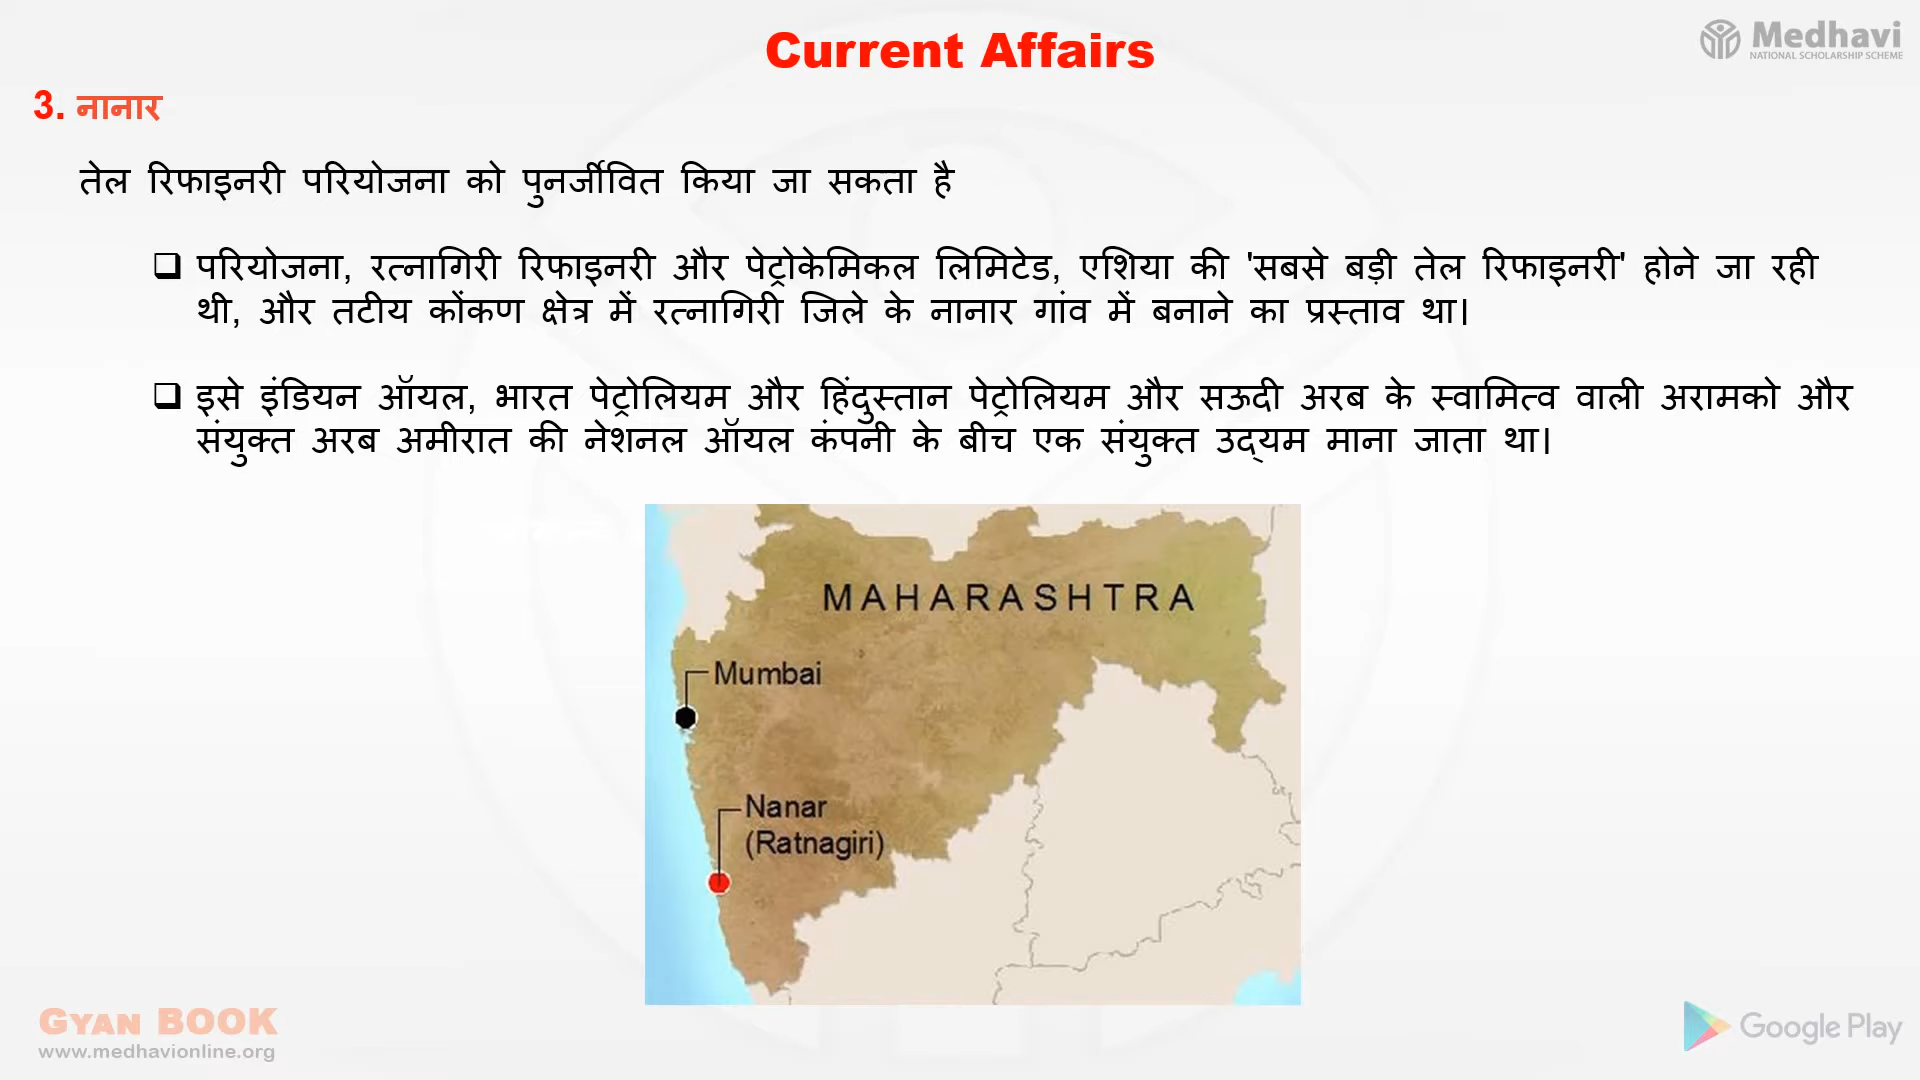 Current Affairs
Medhavi
NATIONAL SCHOLARSHIP SCHEME
3. नानार
तेल रिफाइनरी परियोजना को पुनर्जीवित किया जा सकता है
परियोजना, रत्नागिरी रिफाइनरी और पेट्रोकेमिकल लिमिटेड, एशिया की 'सबसे बड़ी तेल रिफाइनरी' होने जा रही
थी, और तटीय कोंकण क्षेत्र में रत्नागिरी जिले के नानार गांव में बनाने का प्रस्ताव था।
इसे इंडियन ऑयल, भारत पेट्रोलियम और हिंदुस्तान पेट्रोलियम और सऊदी अरब के स्वामित्व वाली अरामको और
संयुक्त अरब अमीरात की नेशनल ऑयल कंपनी के बीच एक संयुक्त उद्यम माना जाता था।
MAHARASHTRA
Mumbai
Nanar
(Ratnagiri)
GYAN BOOK
www.medhavionline.org
Google Play